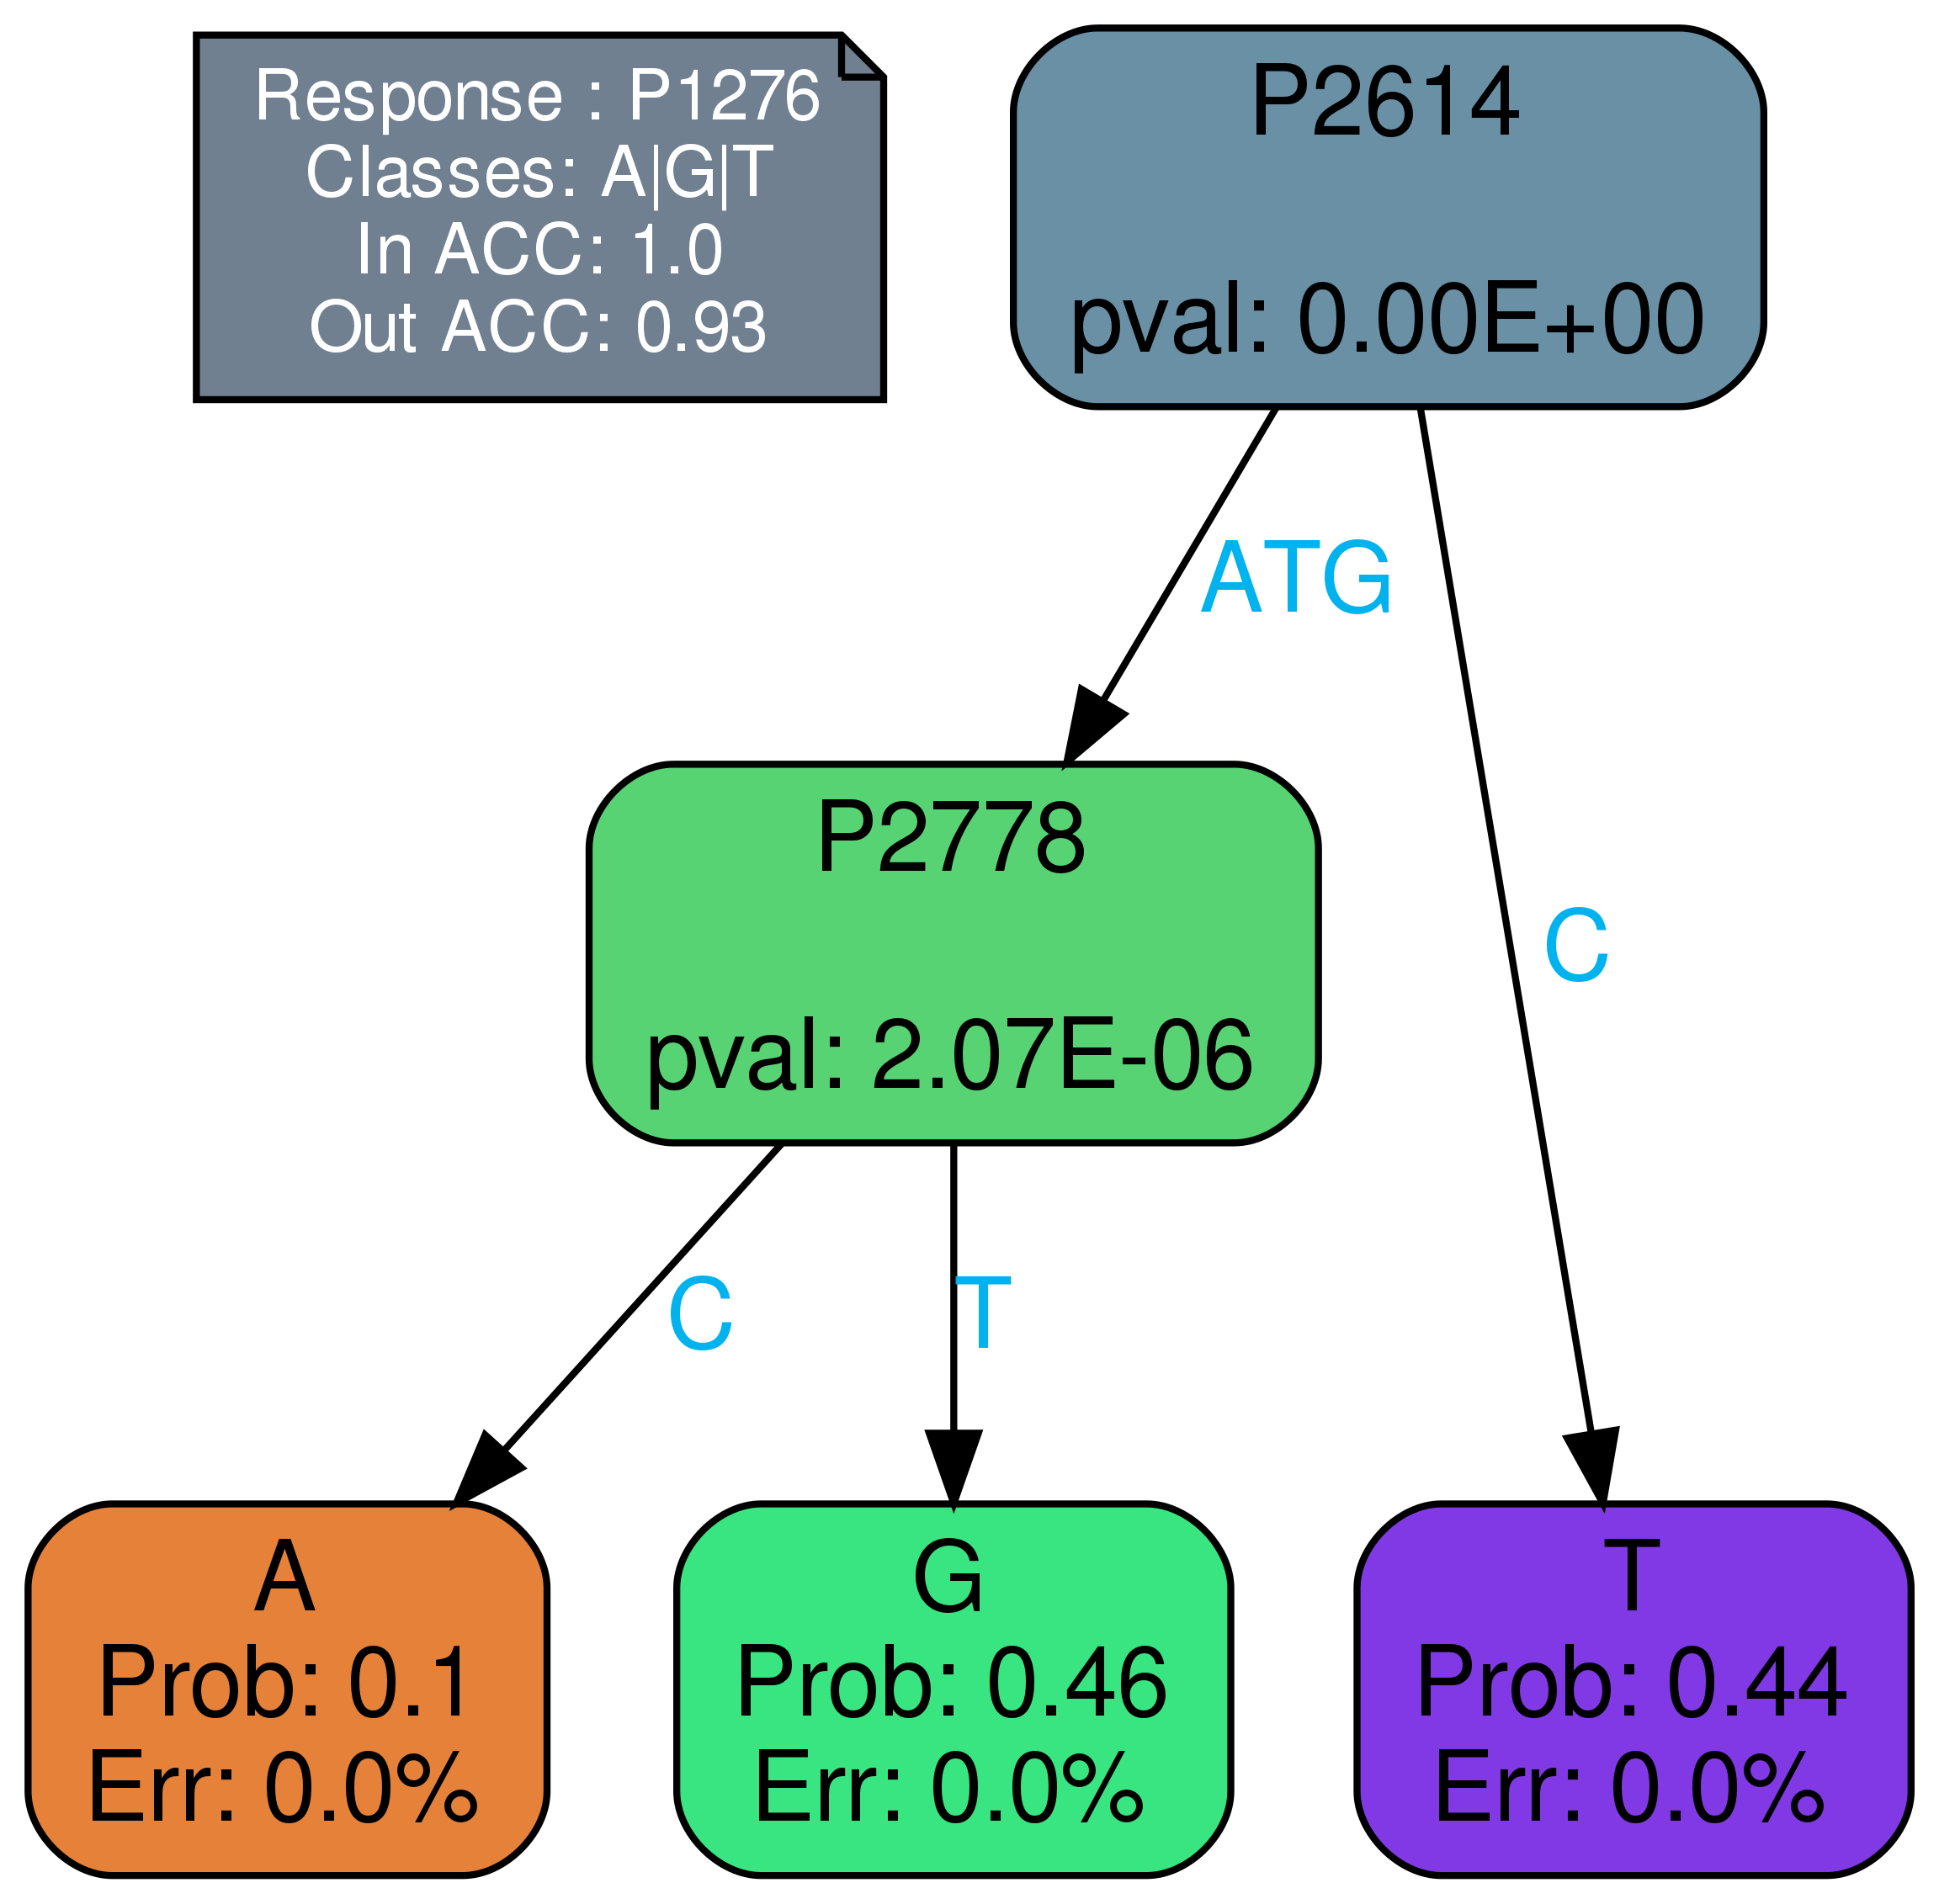 Response : P1276
Classes: A|G|T
In ACC: 1.0
Out ACC: 0.93
P2614
pval: 0.00E+00
ATG
C
P2778
pval: 2.07E-06
C
T
A
Prob: 0.1
Err: 0.0%
G
Prob: 0.46
Err: 0.0%
T
Prob: 0.44
Err: 0.0%